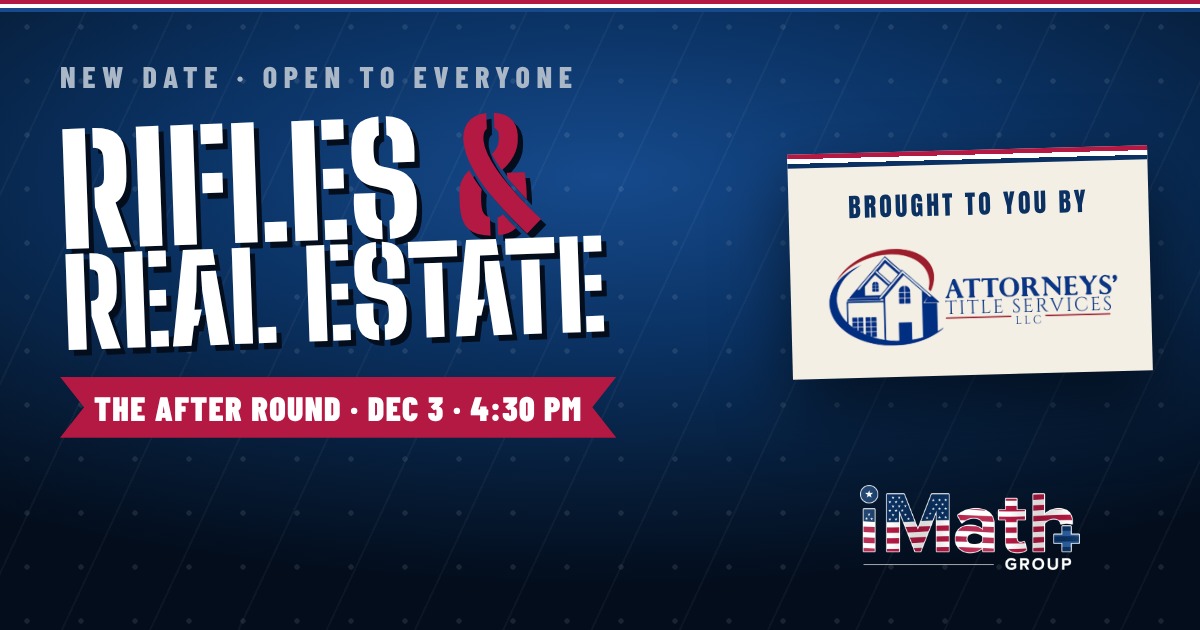 NEW DATE · OPEN TO EVERYONE
RIFLES &
REAL ESTATE
THE AFTER ROUND · DEC 3 · 4:30 PM
BROUGHT TO YOU BY
ATTORNEYS'
TITLE SERVICES
LLC
iMath+
GROUP